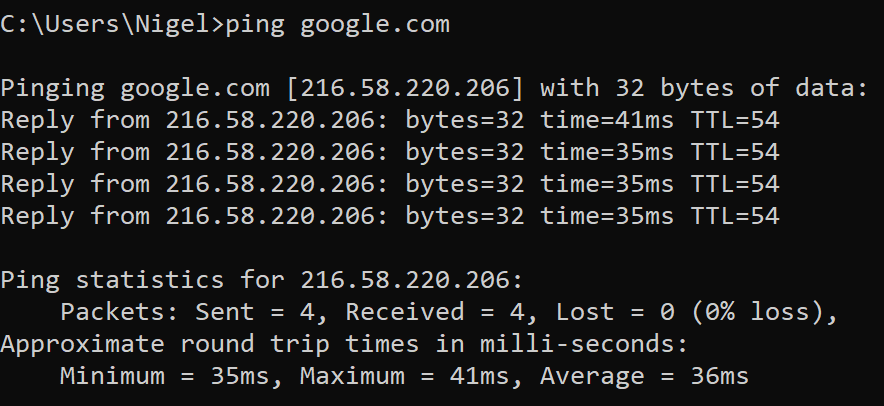 C:\Users\Nigel>ping google.com
Pinging google.com [216.58.220.206] with 32 bytes of data:
Reply from 216.58.220.206: bytes=32 time=41ms TTL=54
Reply from 216.58.220.206: bytes=32 time=35ms TTL=54
Reply from 216.58.220.206: bytes=32 time=35ms TTL=54
Reply from 216.58.220.206: bytes=32 time=35ms TTL=54
Ping statistics for 216.58.220.206:
    Packets: Sent = 4, Received = 4, Lost = 0 (0% loss),
Approximate round trip times in milli-seconds:
    Minimum = 35ms, Maximum = 41ms, Average = 36ms